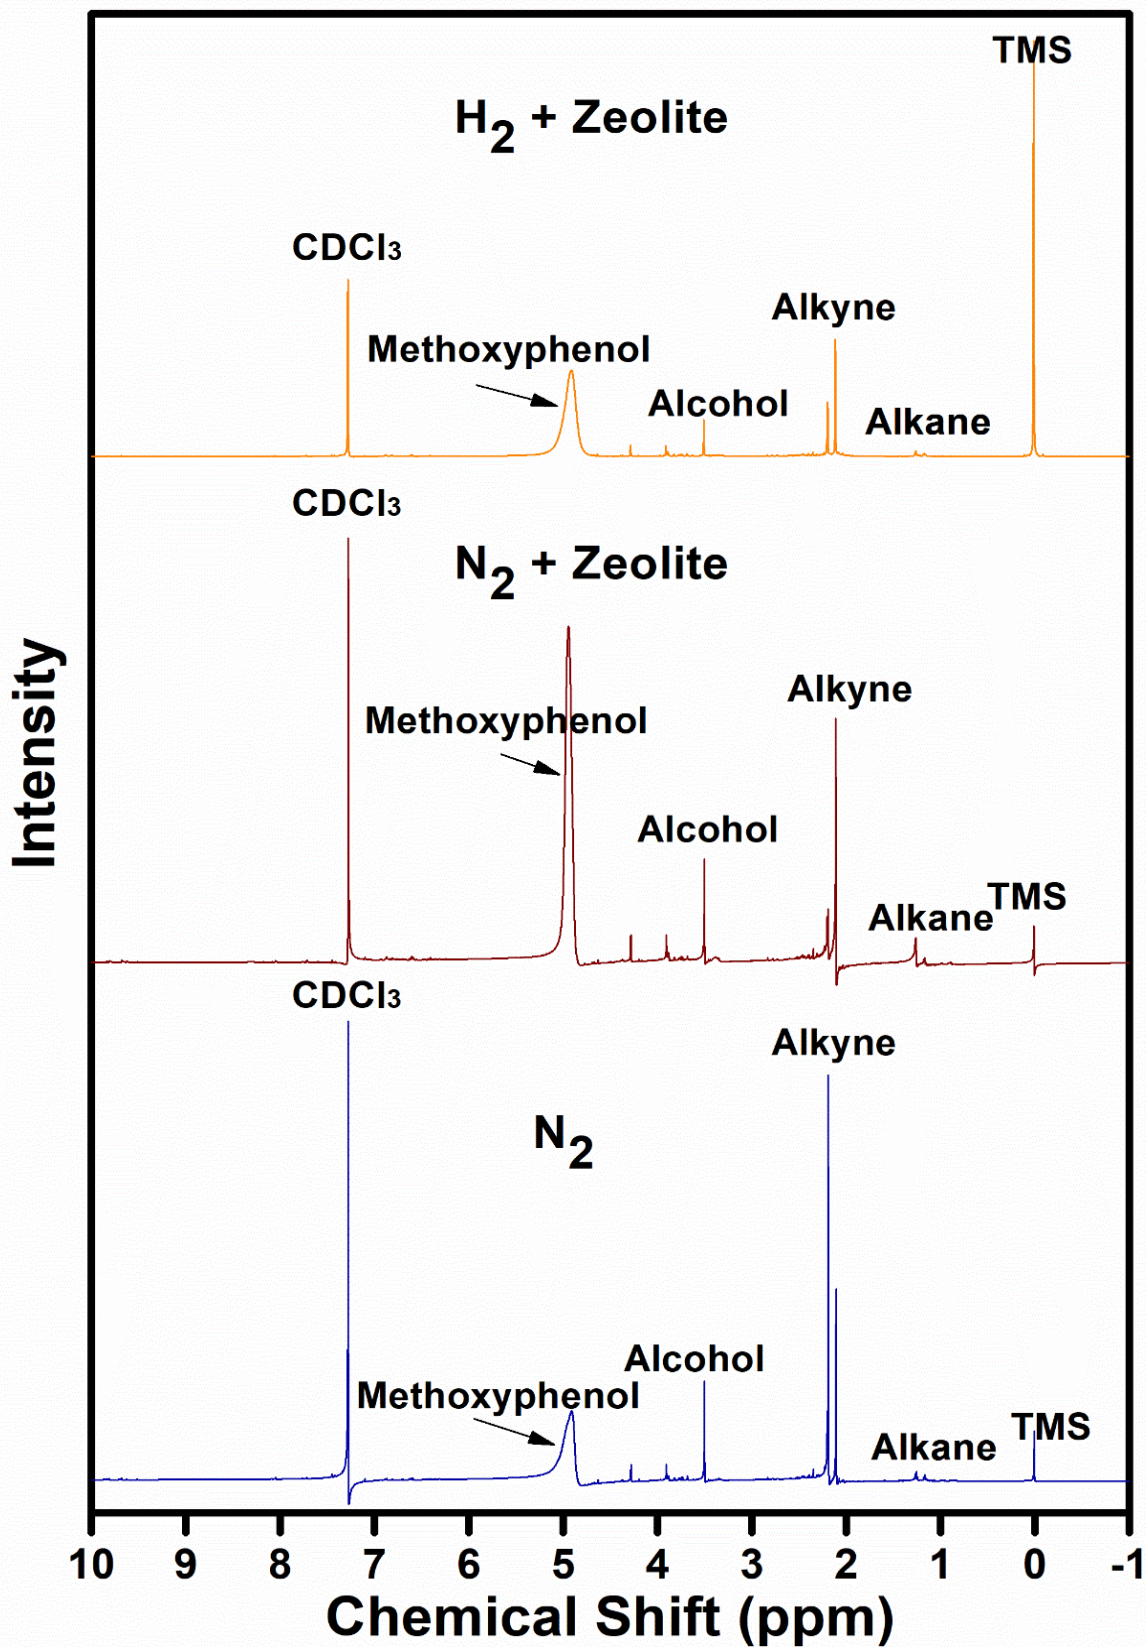 TMS
H2 + Zeolite
CDCl3
Alkyne
Methoxyphenol
Alcohol
Alkane
CDCl3
N2 + Zeolite
Alkyne
Methoxyphenol
Alcohol
TMS
Alkane
CDCl3
Alkyne
N2
Alcohol
Methoxyphenol
TMS
Alkane
Intensity
10 9 8 7 6 5 4 3 2 1 0 -1
Chemical Shift (ppm)